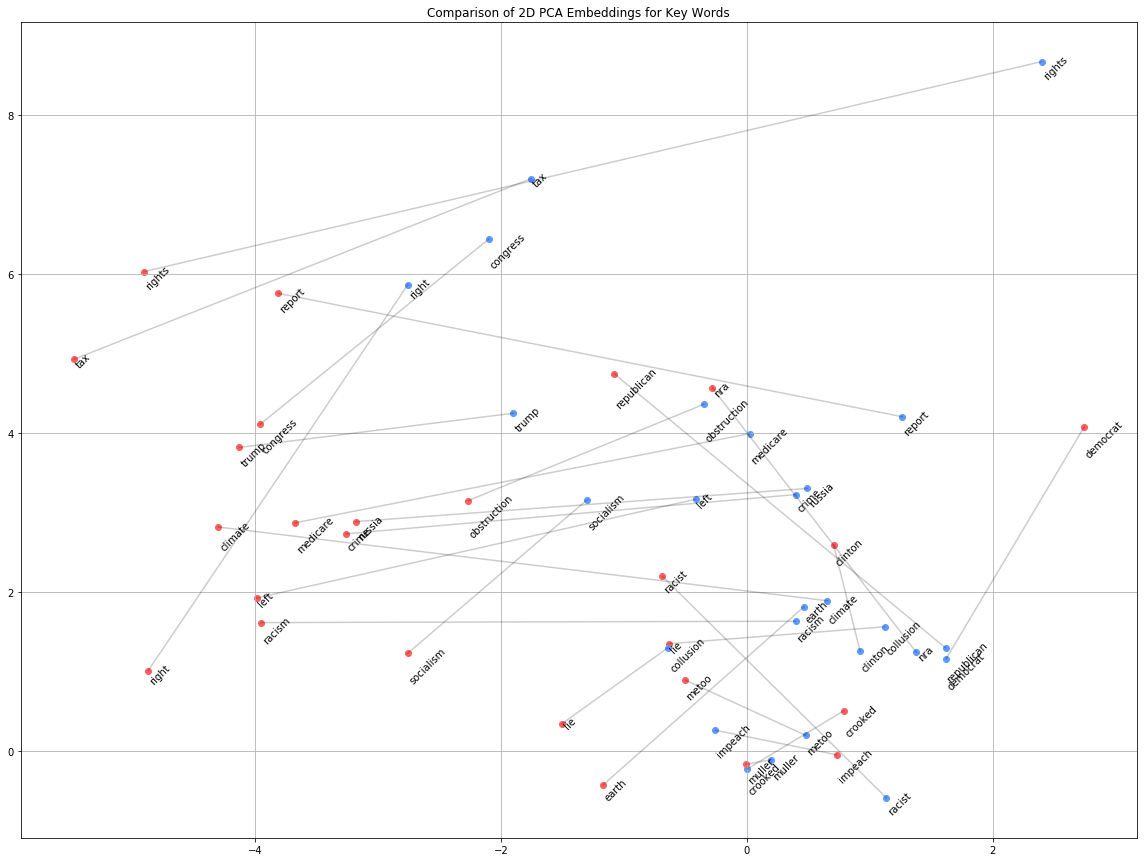 Comparison of 2D PCA Embeddings for Key Words
rights
8
tax
congress
6
rights
right
report
tax
republican
nra
trump
obstruction
report
4
congress
trump
medicare
democrat
socialism
left
crime
russia
obstruction
climate
medicare
crime
russia
clinton
racist
2
left
earth
climate
racism
racism
lie
collusion
collusion
clinton
nra
republican
democrat
right
socialism
metoo
lie
crooked
0
impeach
metoo
muller
crooked
muller
impeach
earth
racist
−4
−2
0
2